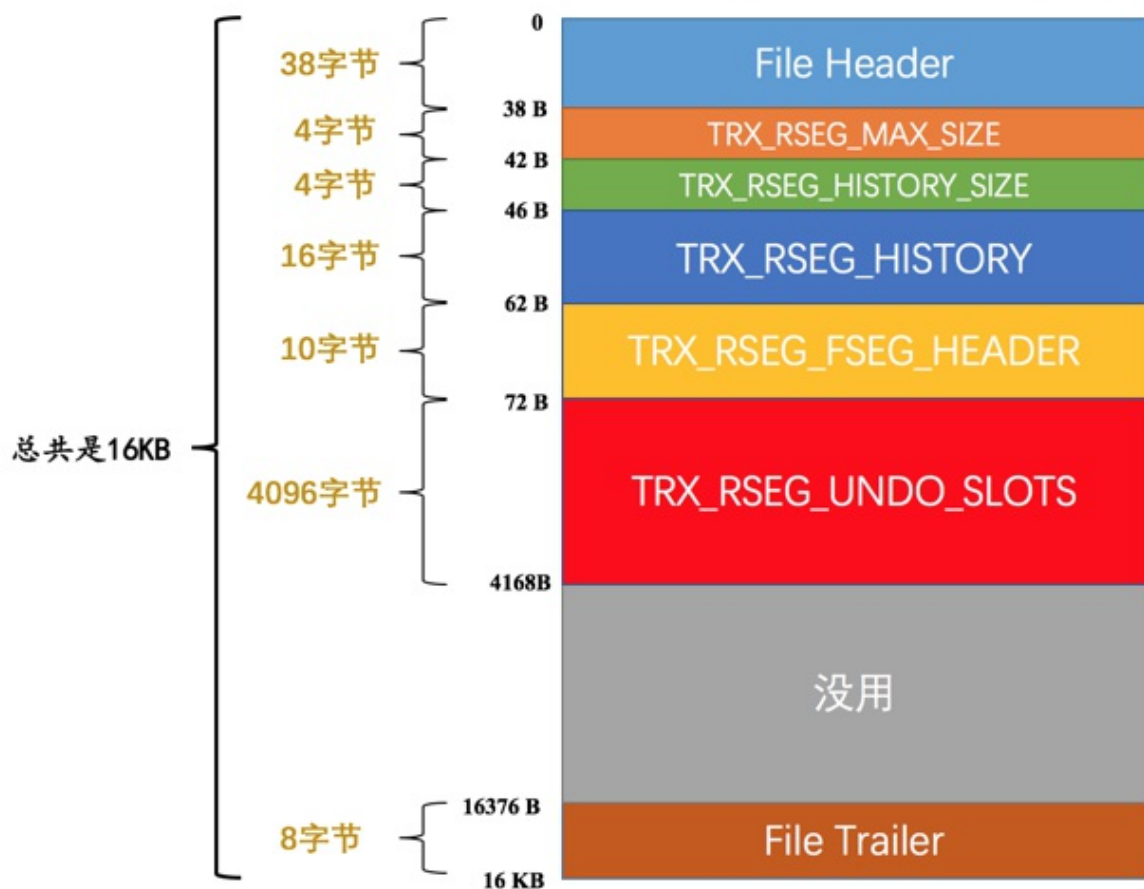 0
File Header
38字节
38 B
TRX_RSEG_MAX_SIZE
4字节
42 B
TRX_RSEG_HISTORY_SIZE
4字节
46 B
TRX_RSEG_HISTORY
16字节
62 B
TRX_RSEG_FSEG_HEADER
10字节
72 B
总共是16KB
TRX_RSEG_UNDO_SLOTS
4096字节
4168B
没用
16376 B
File Trailer
8字节
16 KB